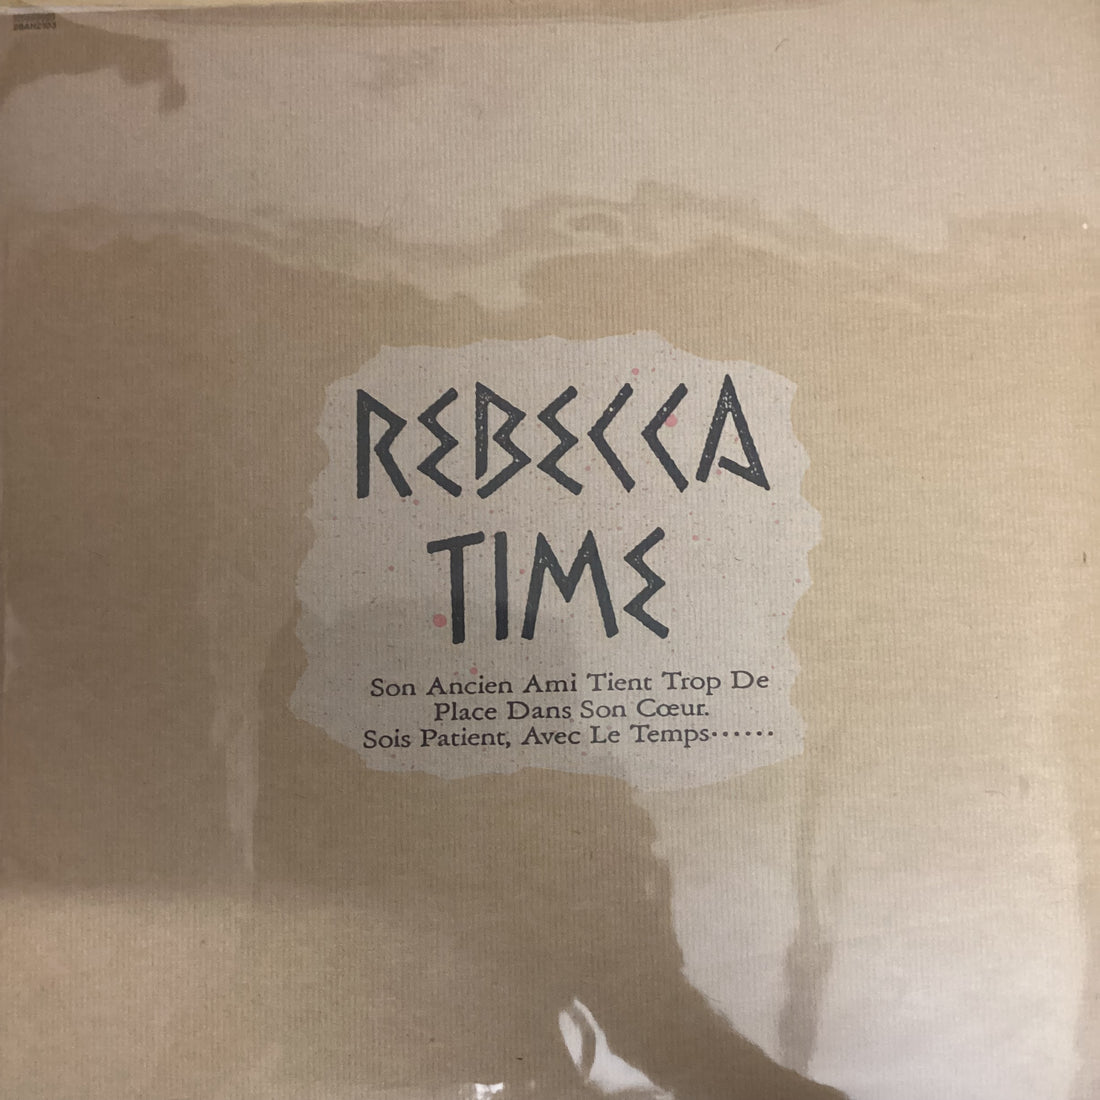 REBECCA
TIME
Son Ancien Ami Tient Trop De
Place Dans Son Cœur.
Sois Patient, Avec Le Temps······